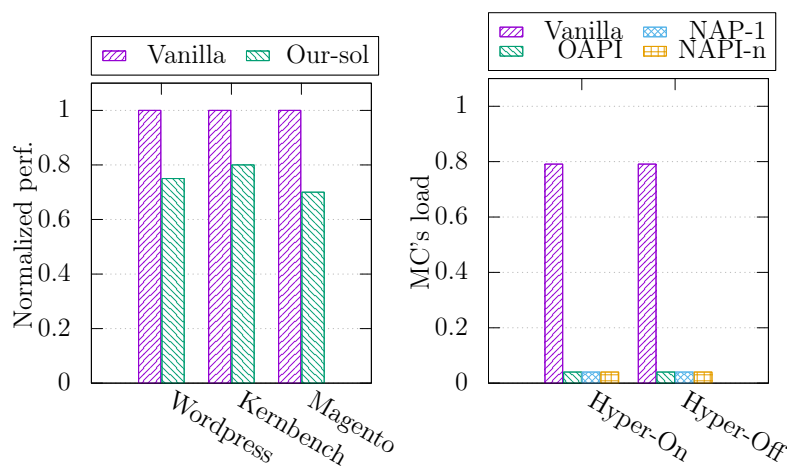 Vanilla Our-sol
1
0.8
0.6
0.4
0.2
0
Normalized perf.
Wordpress
Kernbench
Magento
Vanilla NAP-1
OAPI NAPI-n
1
0.8
0.6
0.4
0.2
0
MC"s load
Hyper-On
Hyper-Off